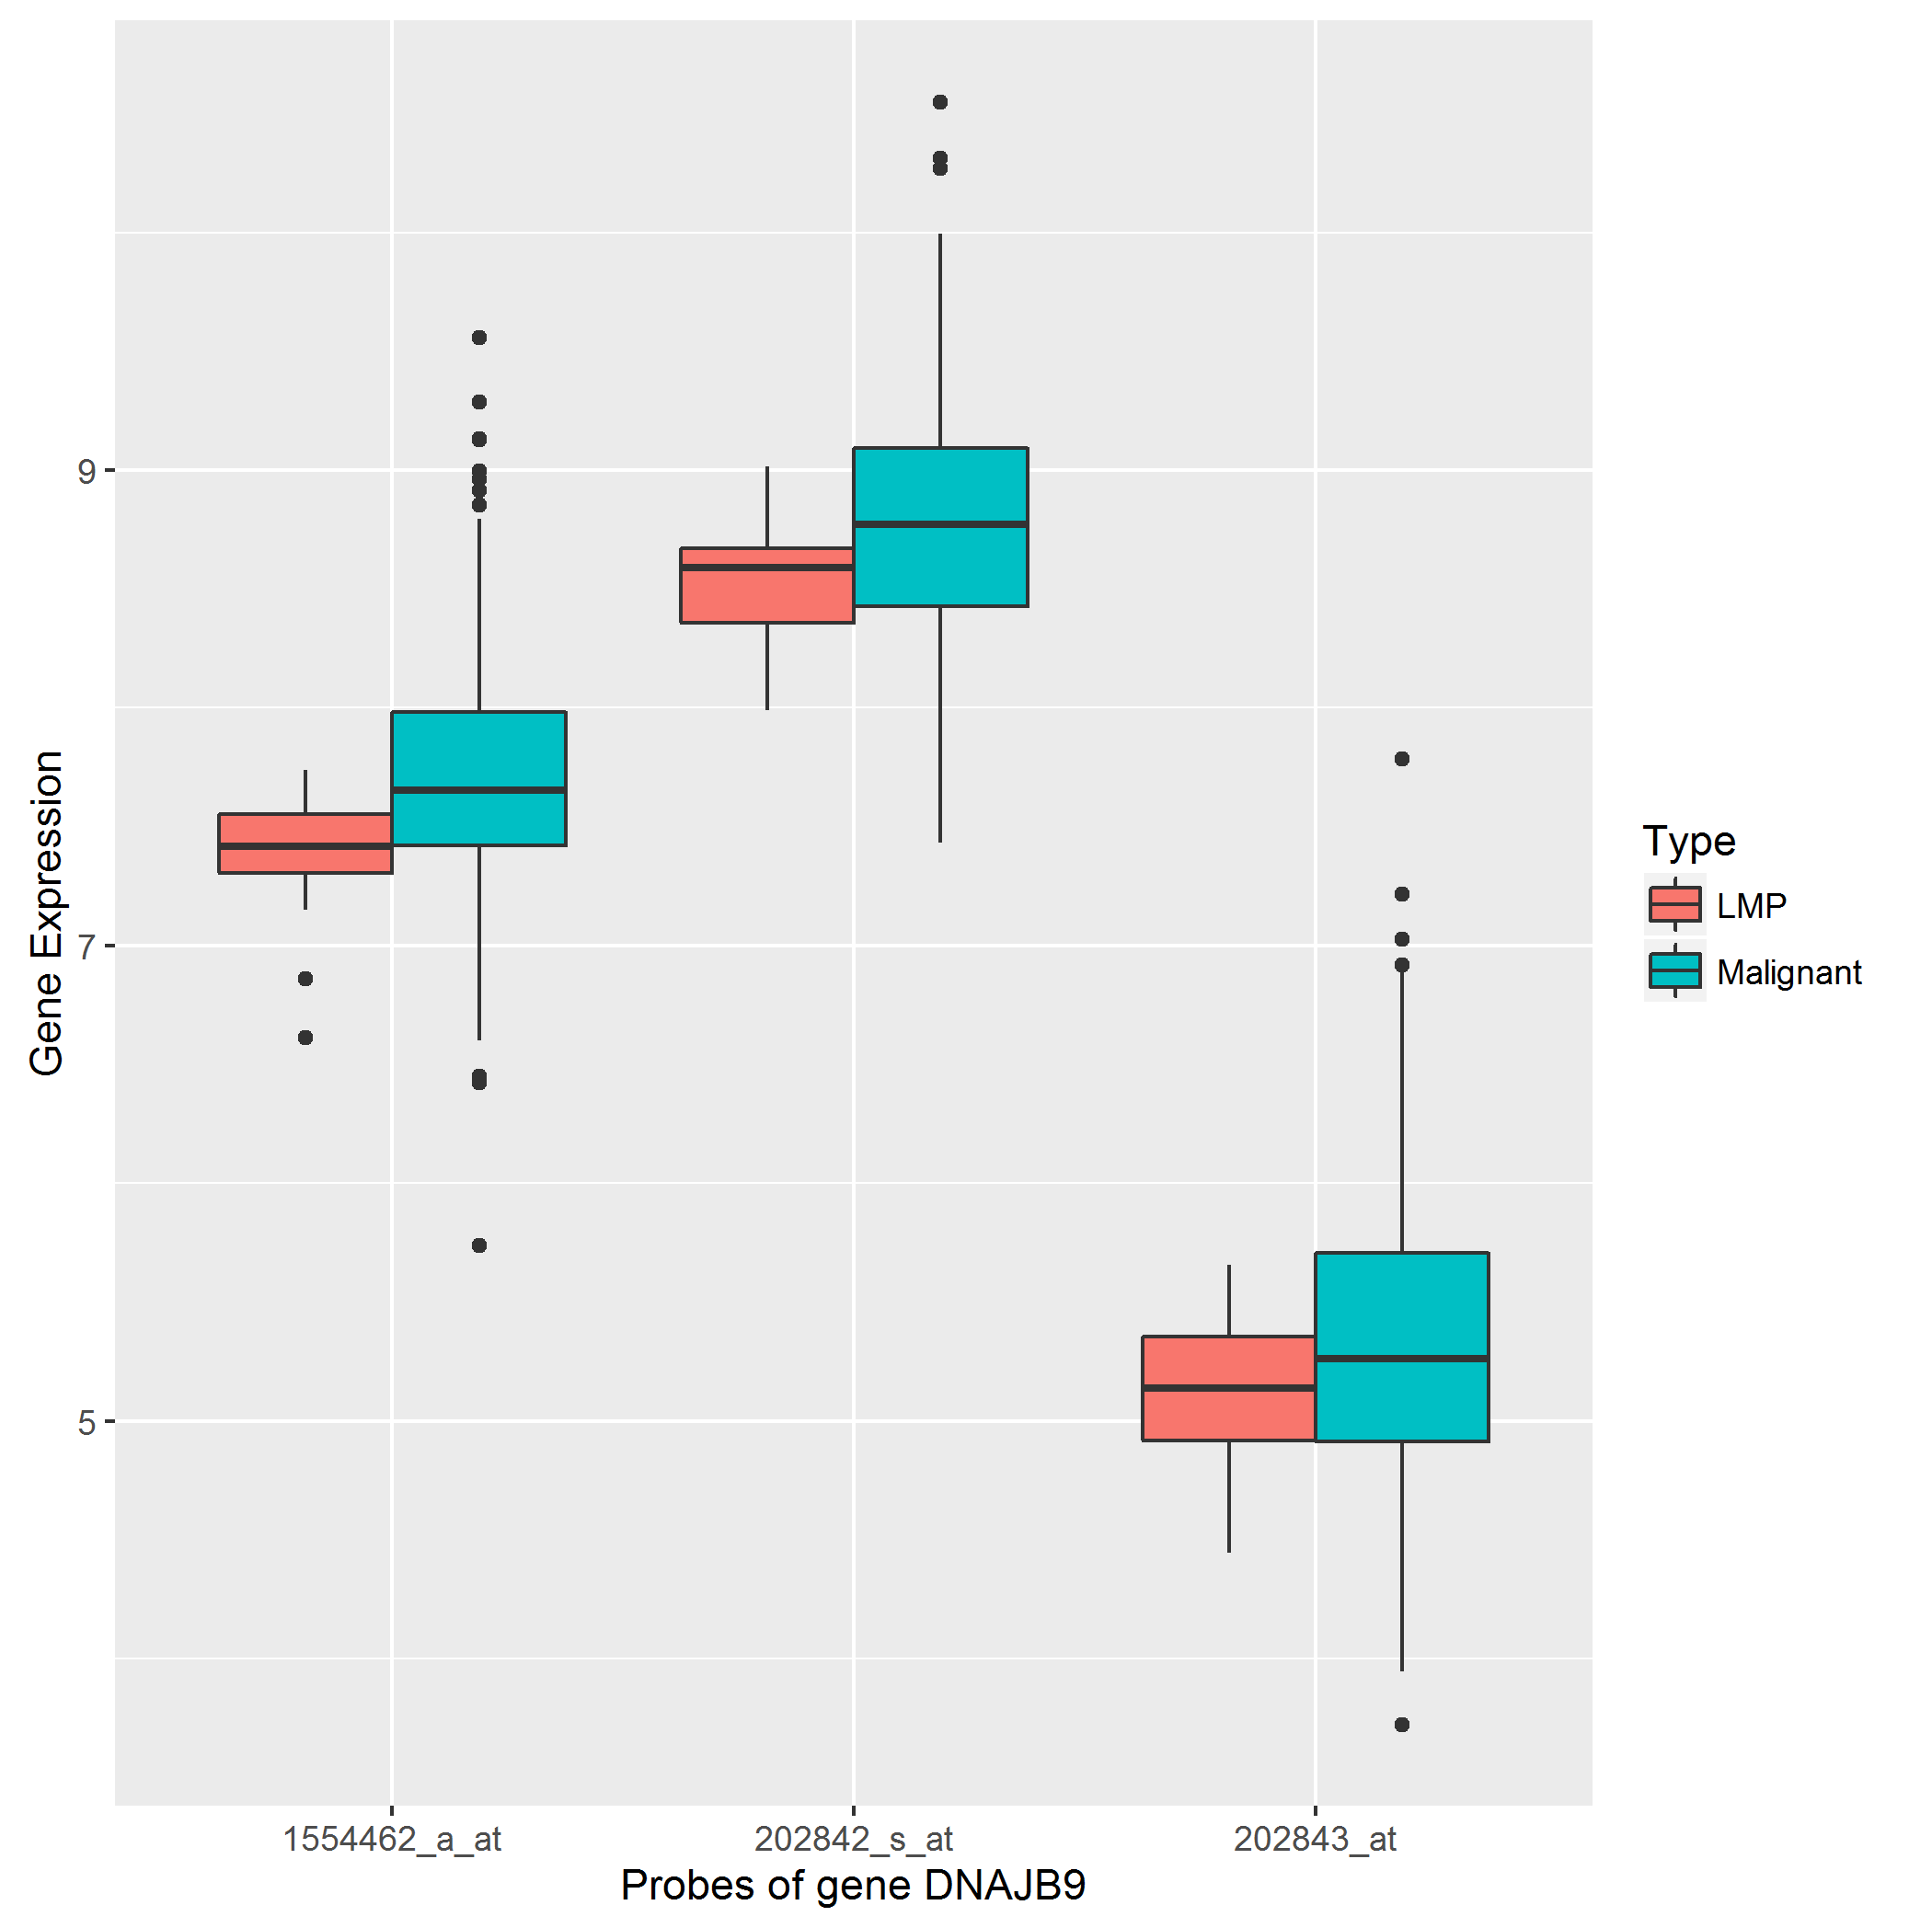 Gene Expression
9
7
5
1554462_a_at
202842_s_at
202843_at
Probes of gene DNAJB9
Type
LMP
Malignant